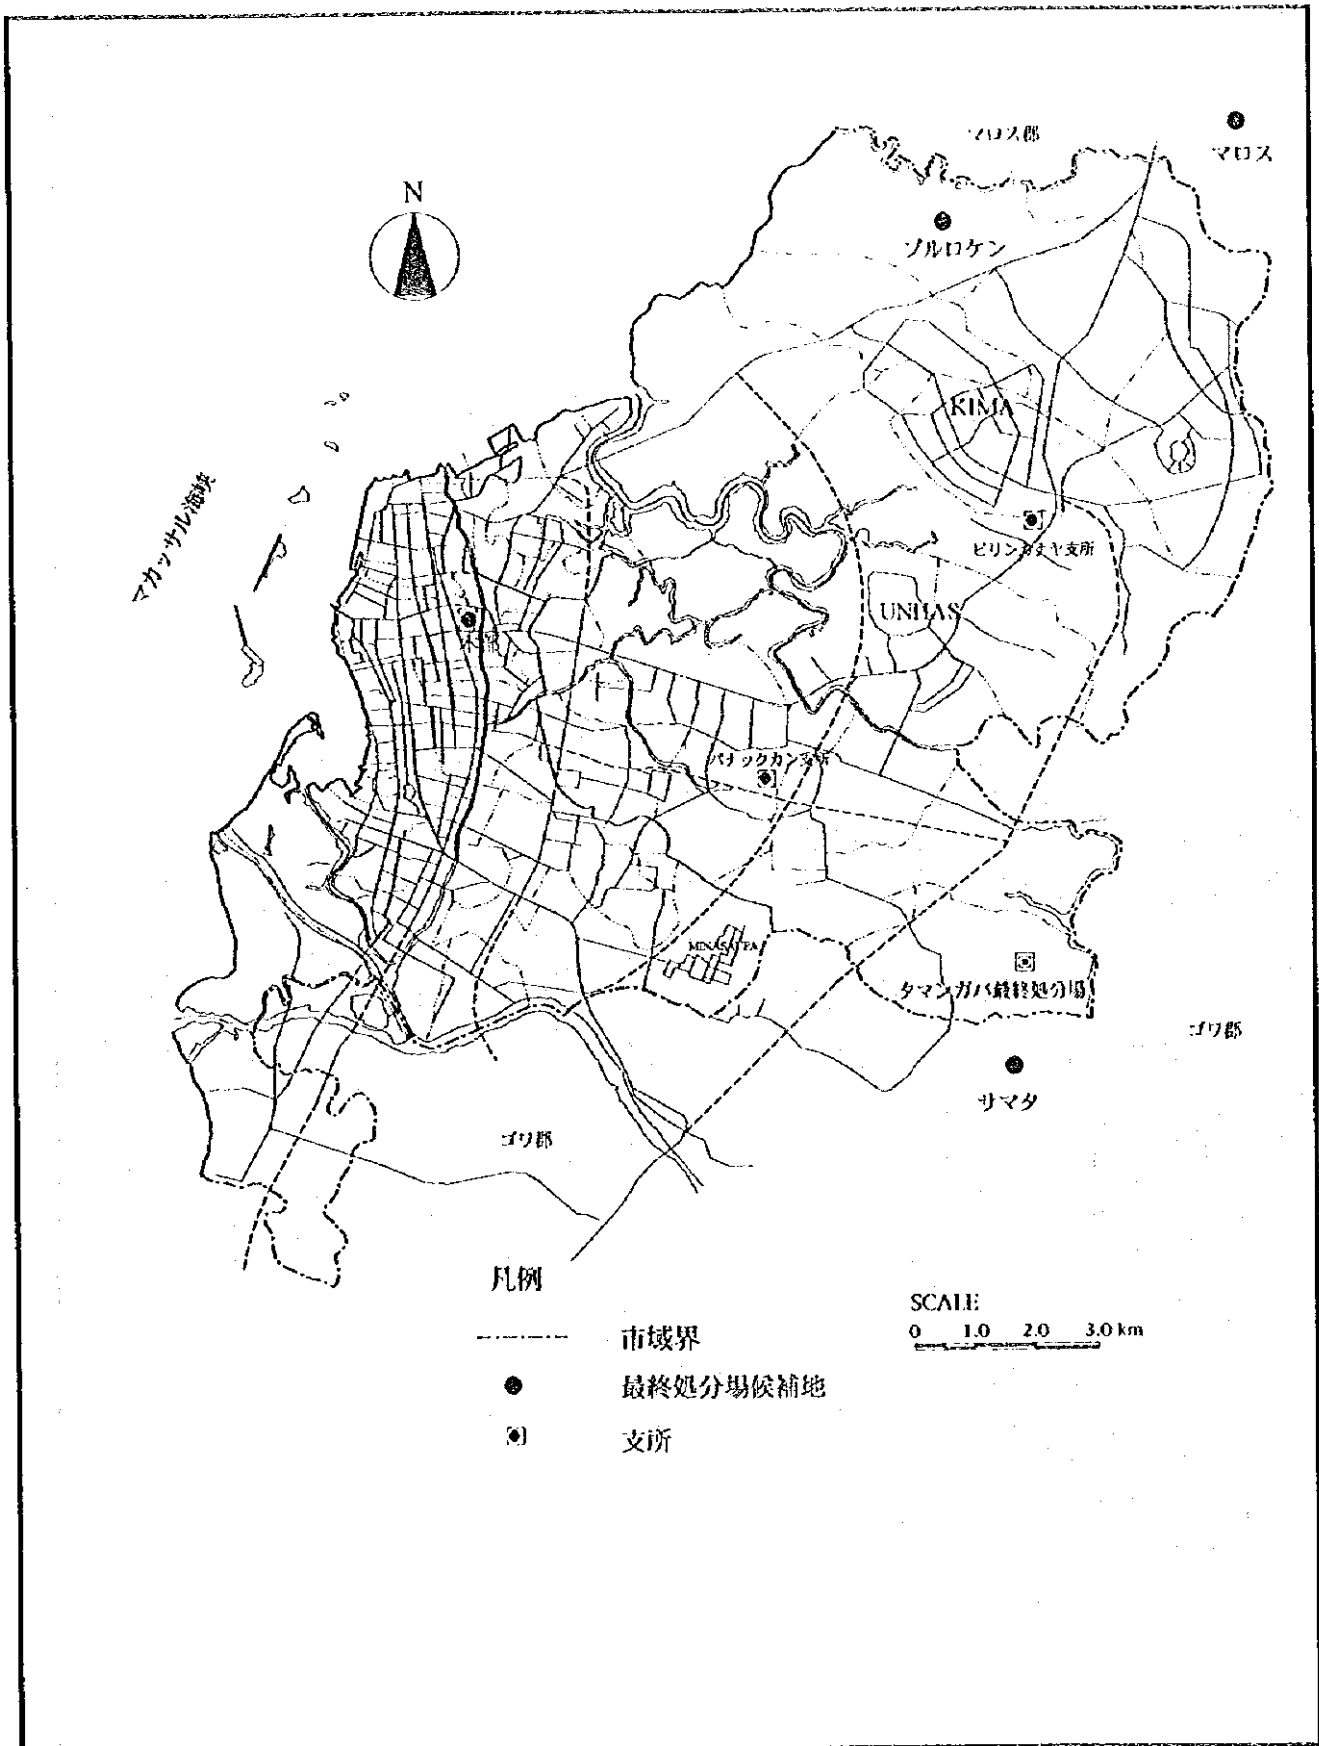 マロス郡
マロス
N
ブルロケン
KIMA
マカッサル海峡
ビリンカナヤ支所
UNHAS
パナックカン支所
MINASAUPA
タマンガパ最終処分場
ゴワ郡
サマタ
ゴワ郡
凡例
市域界
最終処分場候補地
支所
SCALE
0 1.0 2.0 3.0 km